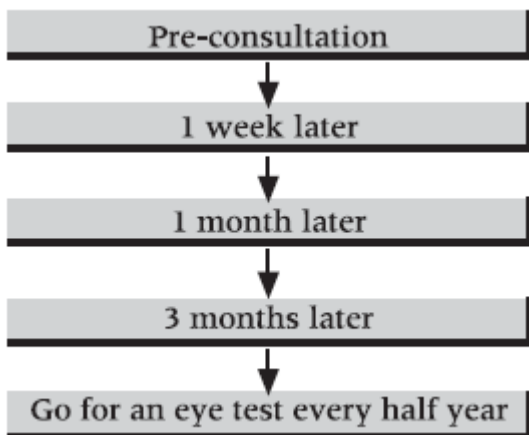 Pre-consultation
1 week later
1 month later
3 months later
Go for an eye test every half year